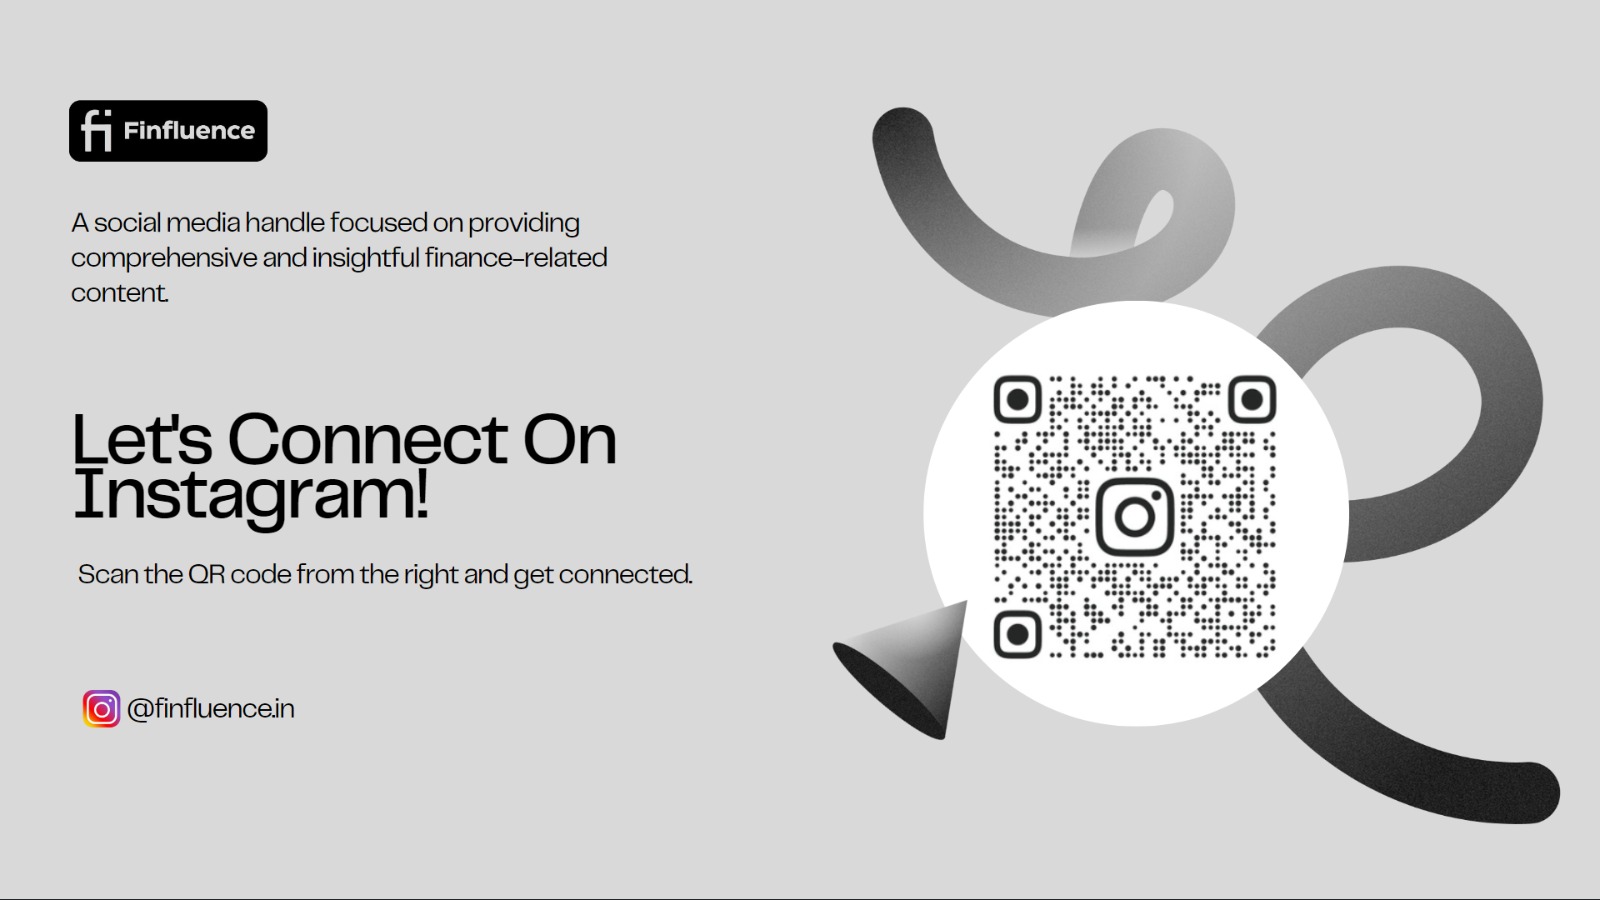 fi Finfluence
A social media handle focused on providing
comprehensive and insightful finance-related
content.
Let's Connect On
Instagram!
Scan the QR code from the right and get connected.
@finfluence.in